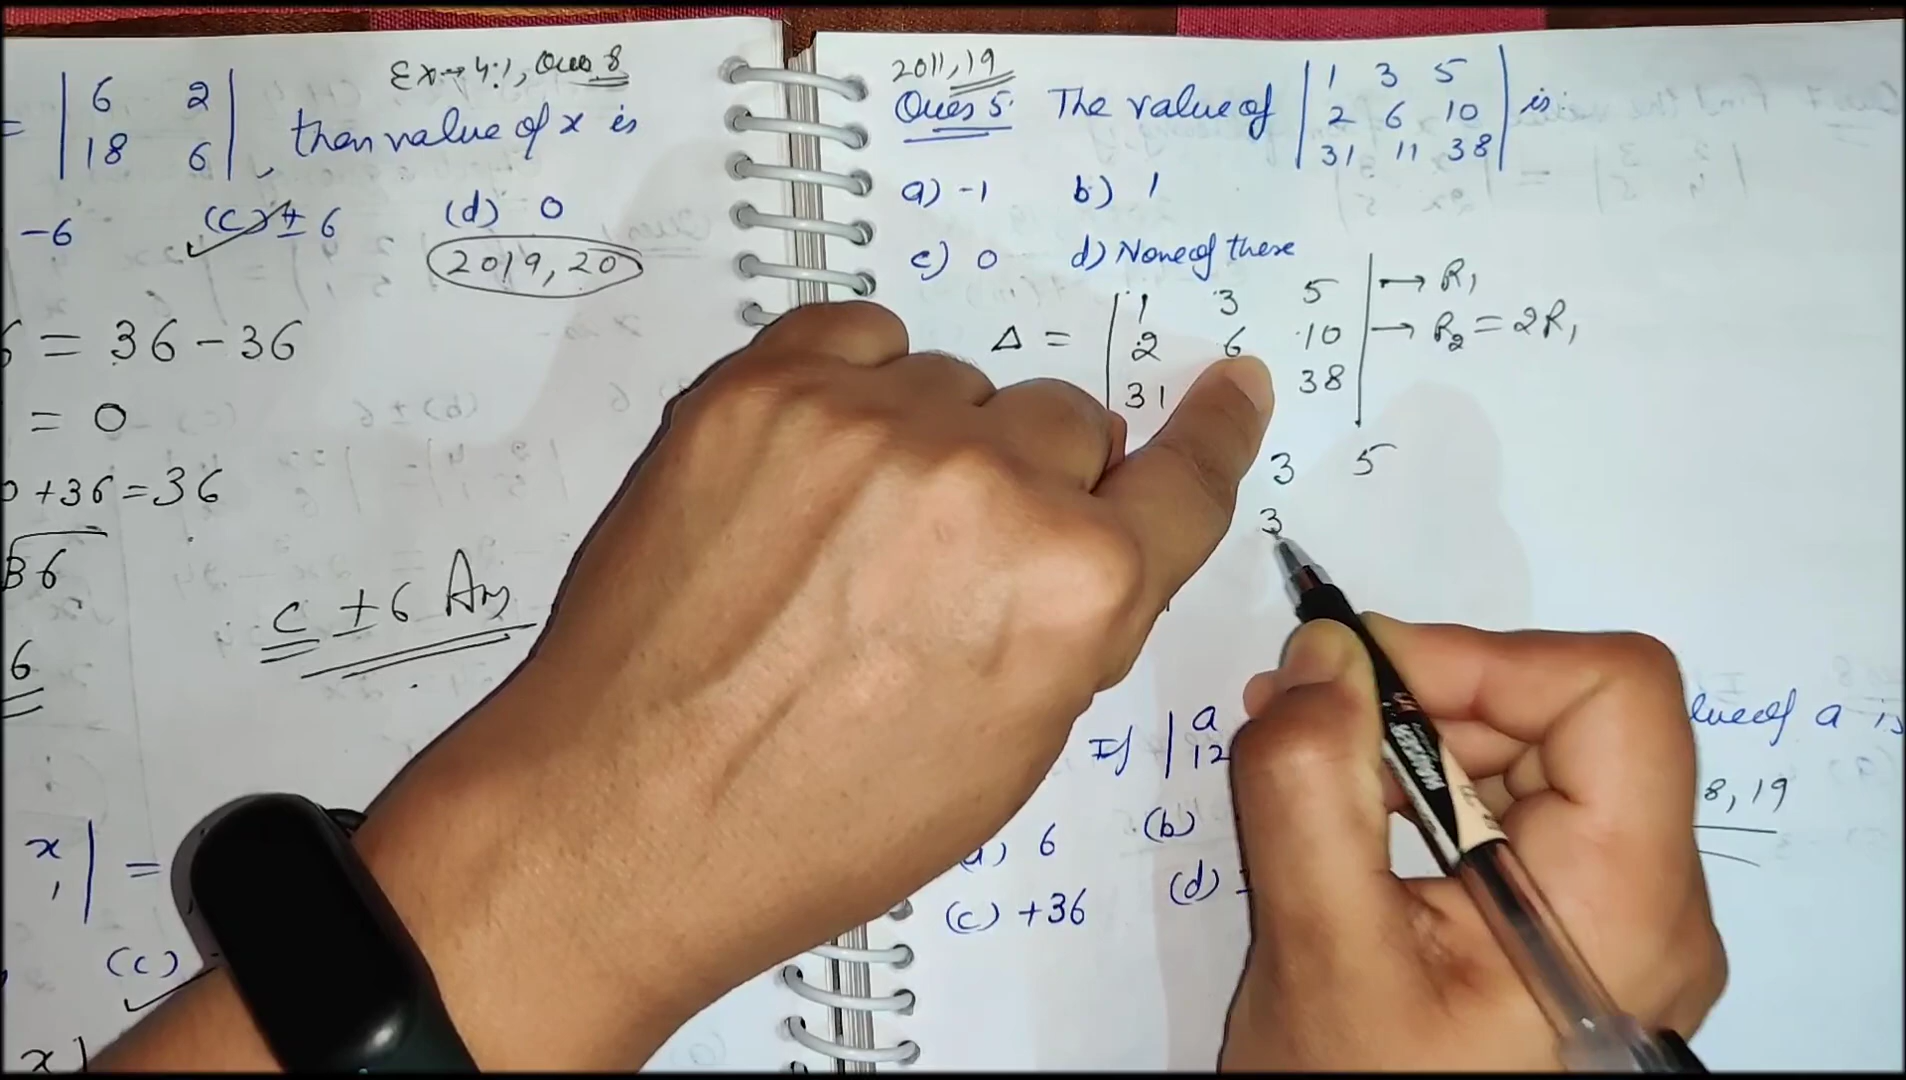 Ex→4.1, Ques 8
= | 6 2 |
| 18 6 | , then value of x is
-6 (c) ± 6 (d) 0
2019, 20
6 = 36 - 36
= 0
+36 = 36
36
6
c ± 6 Ans
x
1 | =
(c)
x
2011, 19
Ques 5. The value of | 1 3 5 |
| 2 6 10 | is
| 31 11 38 |
a) -1 b) 1
c) 0 d) None of these
Δ = | 1 3 5 | → R₁
| 2 6 10 | → R₂ = 2R₁
| 31 38 |
3 5
3
If | a
| 12
value of a is
8, 19
a) 6 (b)
(c) +36 (d)